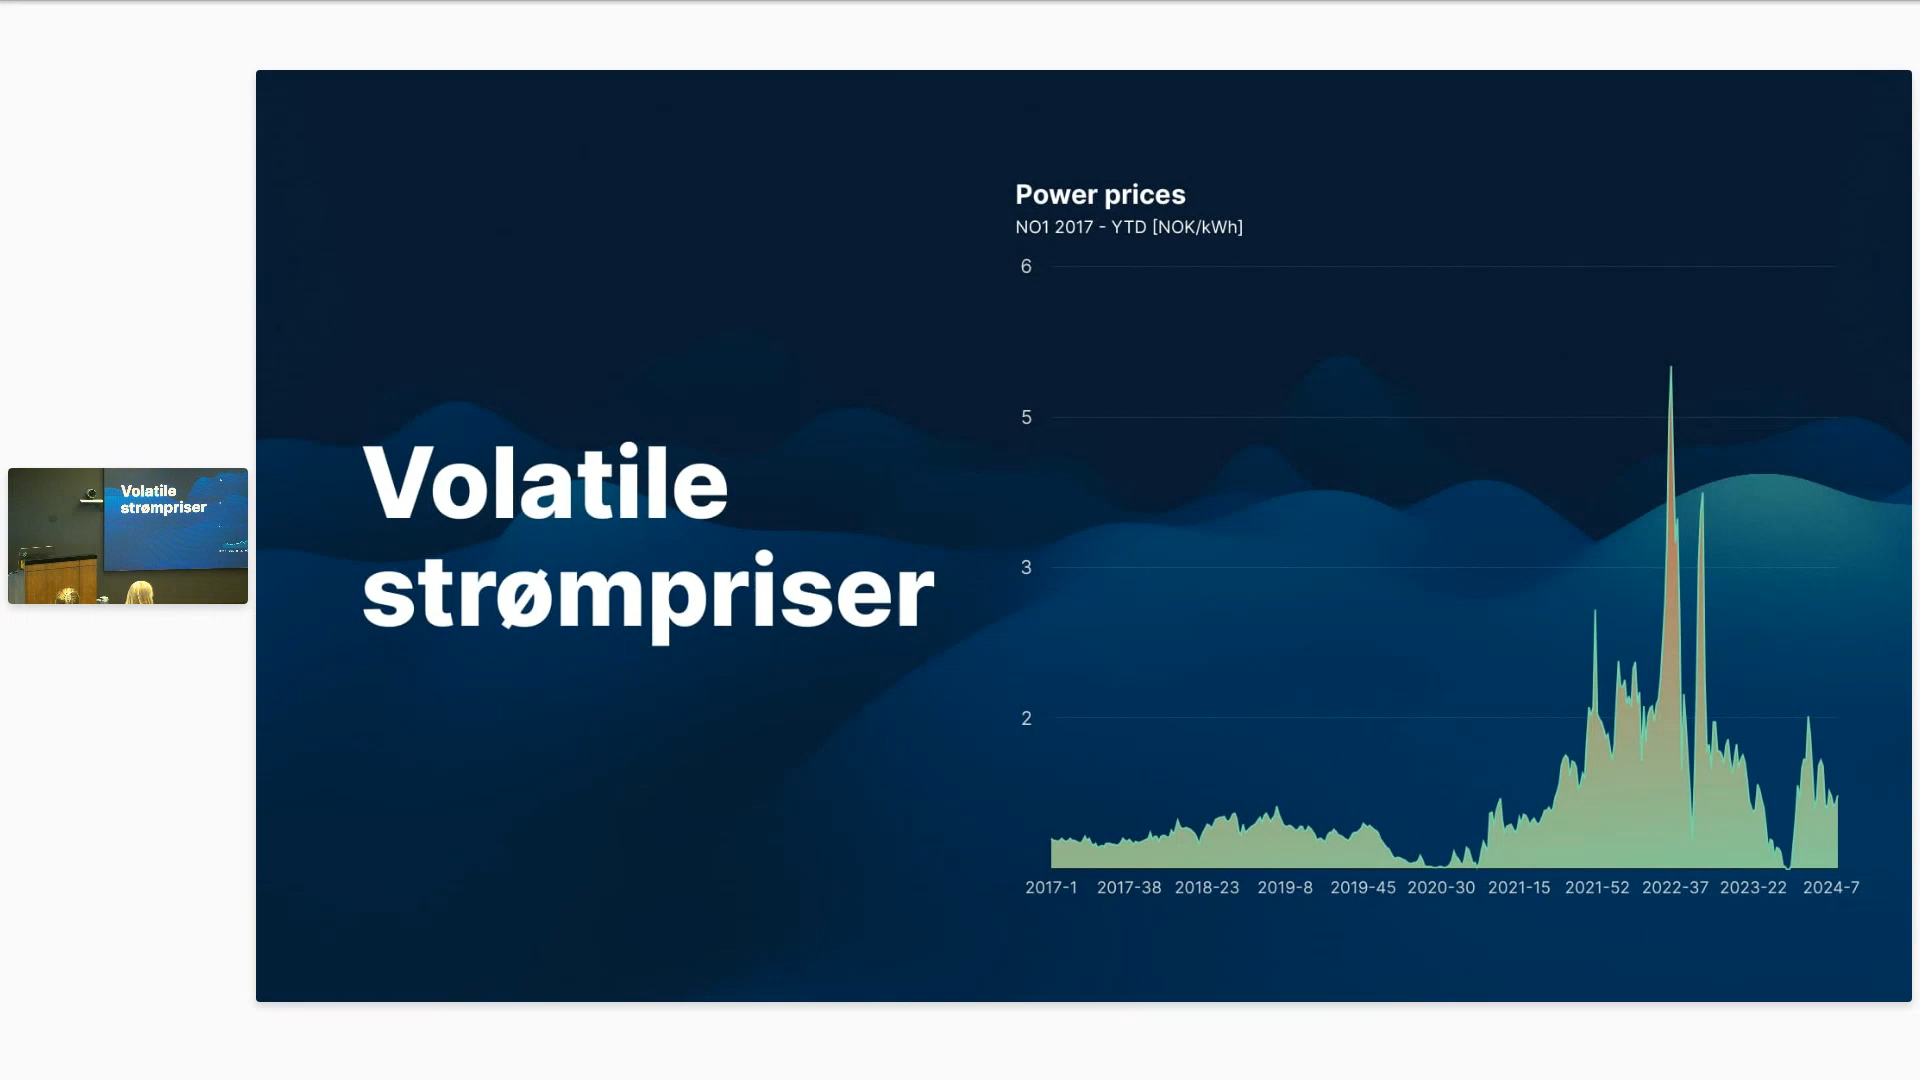 Volatile
strømpriser
Volatile
strømpriser
Power prices
NO1 2017 - YTD [NOK/kWh]
6
5
3
2
2017-1 2017-38 2018-23 2019-8 2019-45 2020-30 2021-15 2021-52 2022-37 2023-22 2024-7